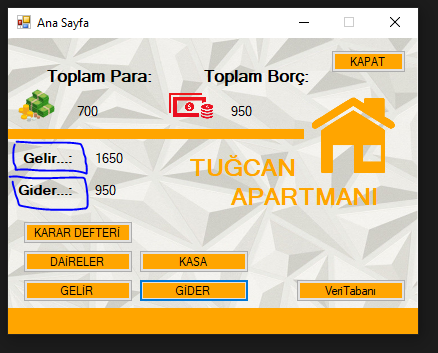 Ana Sayfa
KAPAT
Toplam Para: Toplam Borç:
700 950
Gelir...: 1650
Gider...: 950
TUĞCAN
APARTMANI
KARAR DEFTERİ
DAİRELER KASA
GELİR GİDER VeriTabanı